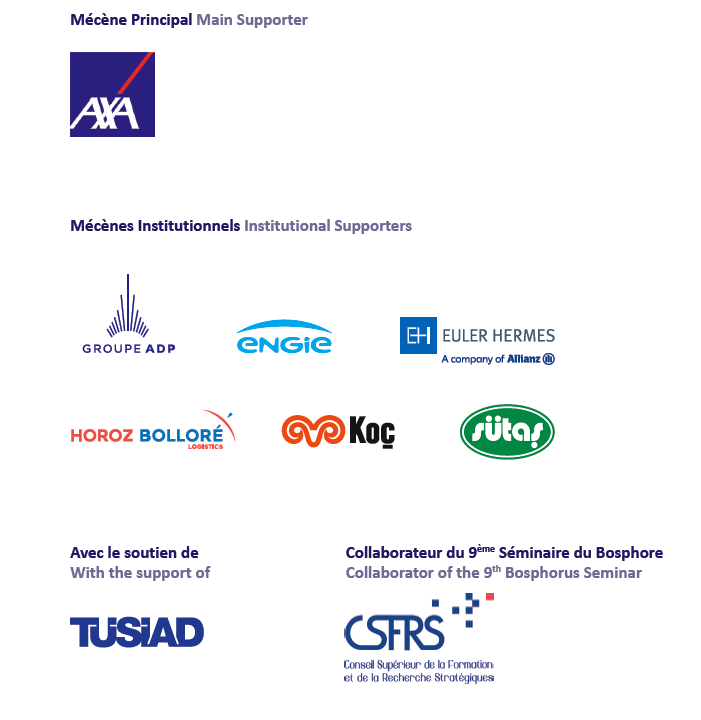 Mécène Principal Main Supporter
AXA
Mécènes Institutionnels Institutional Supporters
GROUPE ADP
ENGIE
EH EULER HERMES
A company of Allianz
HOROZ BOLLORÉ
LOGISTICS
Koç
sütaş
Avec le soutien de
With the support of
TÜSİAD
Collaborateur du 9ème Séminaire du Bosphore
Collaborator of the 9th Bosphorus Seminar
CSFRS
Conseil Supérieur de la Formation
et de la Recherche Stratégiques